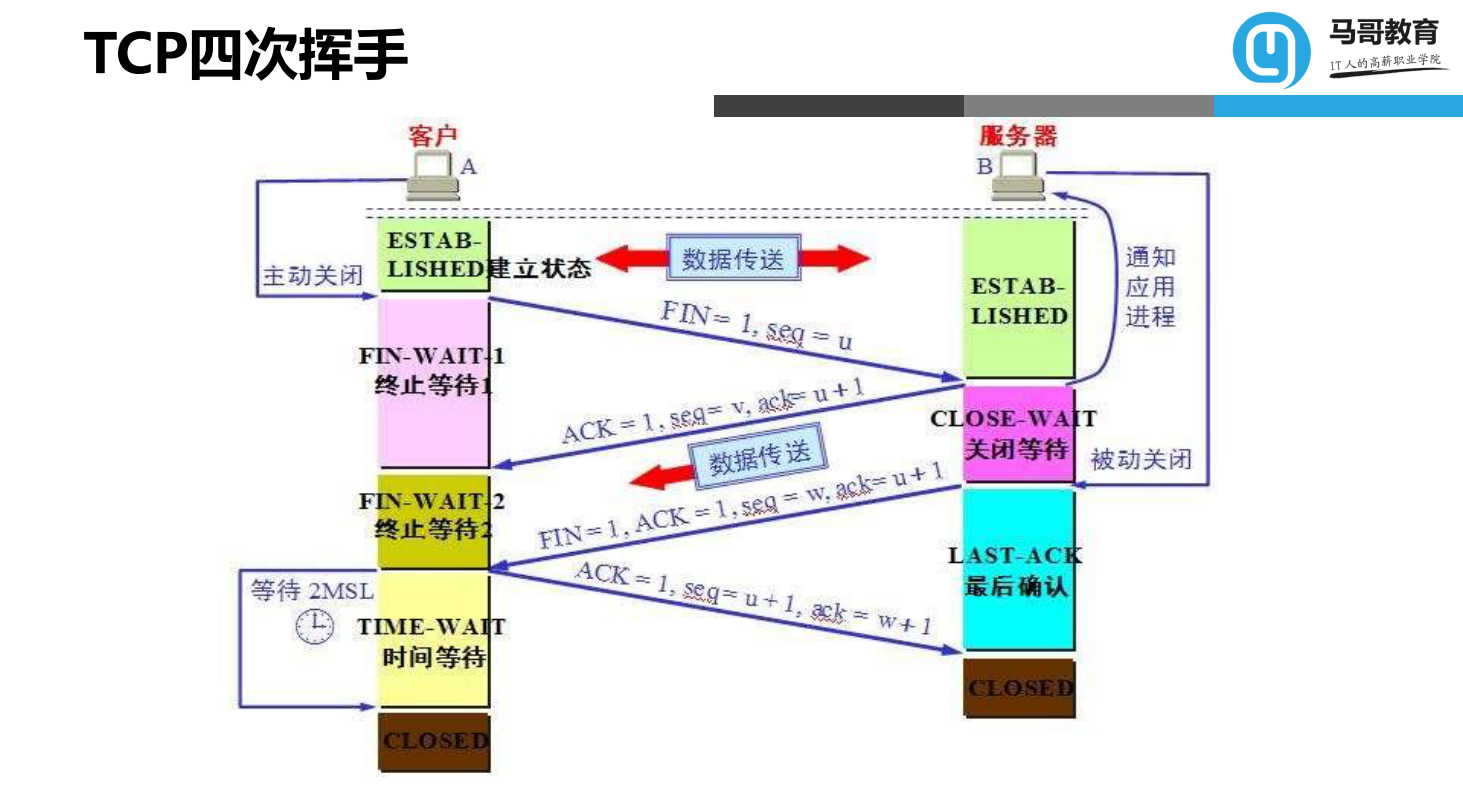 TCP四次挥手
马哥教育
IT人的高薪职业学院
客户
服务器
A
B
ESTAB-
LISHED建立状态
数据传送
主动关闭
通知
应用
进程
ESTAB-
LISHED
FIN = 1, seq = u
FIN-WAIT-1
终止等待1
ACK = 1, seq = v, ack= u + 1
CLOSE-WAIT
关闭等待
数据传送
被动关闭
FIN-WAIT-2
终止等待2
FIN = 1, ACK = 1, seq = w, ack= u + 1
LAST-ACK
最后确认
ACK = 1, seq = u + 1, ack = w + 1
等待 2MSL
TIME-WAIT
时间等待
CLOSED
CLOSED